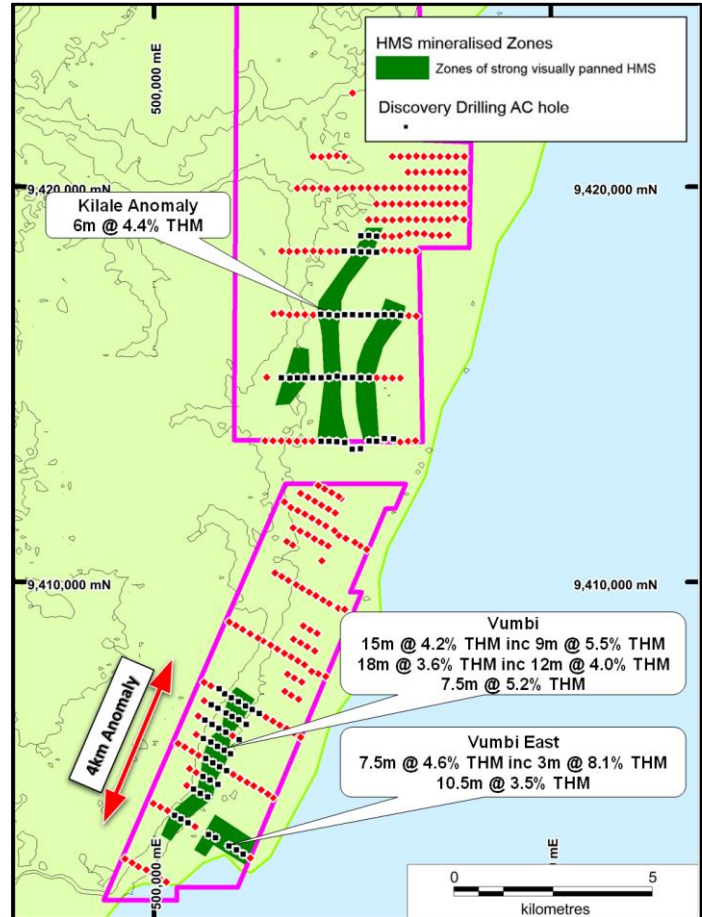 500,000 mE
HMS mineralised Zones
Zones of strong visually panned HMS
Discovery Drilling AC hole
9,420,000 mN
9,420,000 mN
Kilale Anomaly
6m @ 4.4% THM
9,410,000 mN
9,410,000 mN
Vumbi
15m @ 4.2% THM inc 9m @ 5.5% THM
18m @ 3.6% THM inc 12m @ 4.0% THM
7.5m @ 5.2% THM
4km Anomaly
Vumbi East
7.5m @ 4.6% THM inc 3m @ 8.1% THM
10.5m @ 3.5% THM
500,000 mE
0 5
kilometres